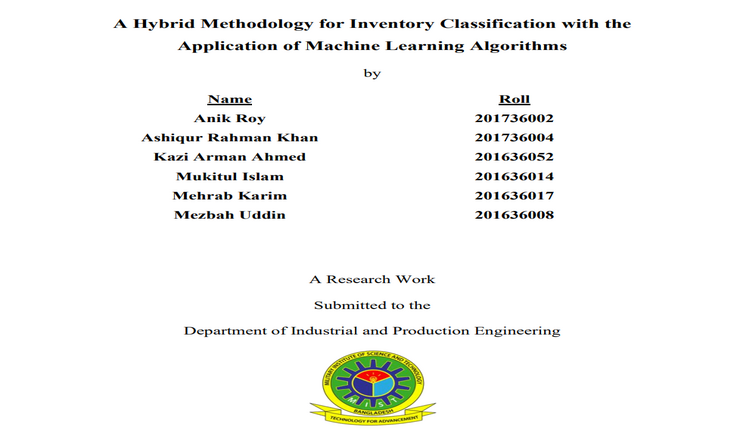 A Hybrid Methodology for Inventory Classification with the
Application of Machine Learning Algorithms
by
Name Roll
Anik Roy 201736002
Ashiqur Rahman Khan 201736004
Kazi Arman Ahmed 201636052
Mukitul Islam 201636014
Mehrab Karim 201636017
Mezbah Uddin 201636008
A Research Work
Submitted to the
Department of Industrial and Production Engineering
MILITARY INSTITUTE OF SCIENCE AND TECHNOLOGY
MIST
BANGLADESH
TECHNOLOGY FOR ADVANCEMENT